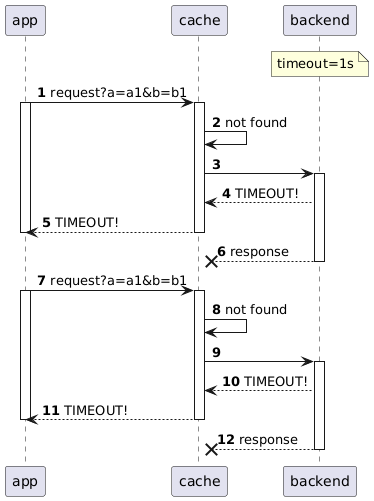 app cache backend
timeout=1s
1 request?a=a1&b=b1
2 not found
3
4 TIMEOUT!
5 TIMEOUT!
6 response
7 request?a=a1&b=b1
8 not found
9
10 TIMEOUT!
11 TIMEOUT!
12 response
app cache backend